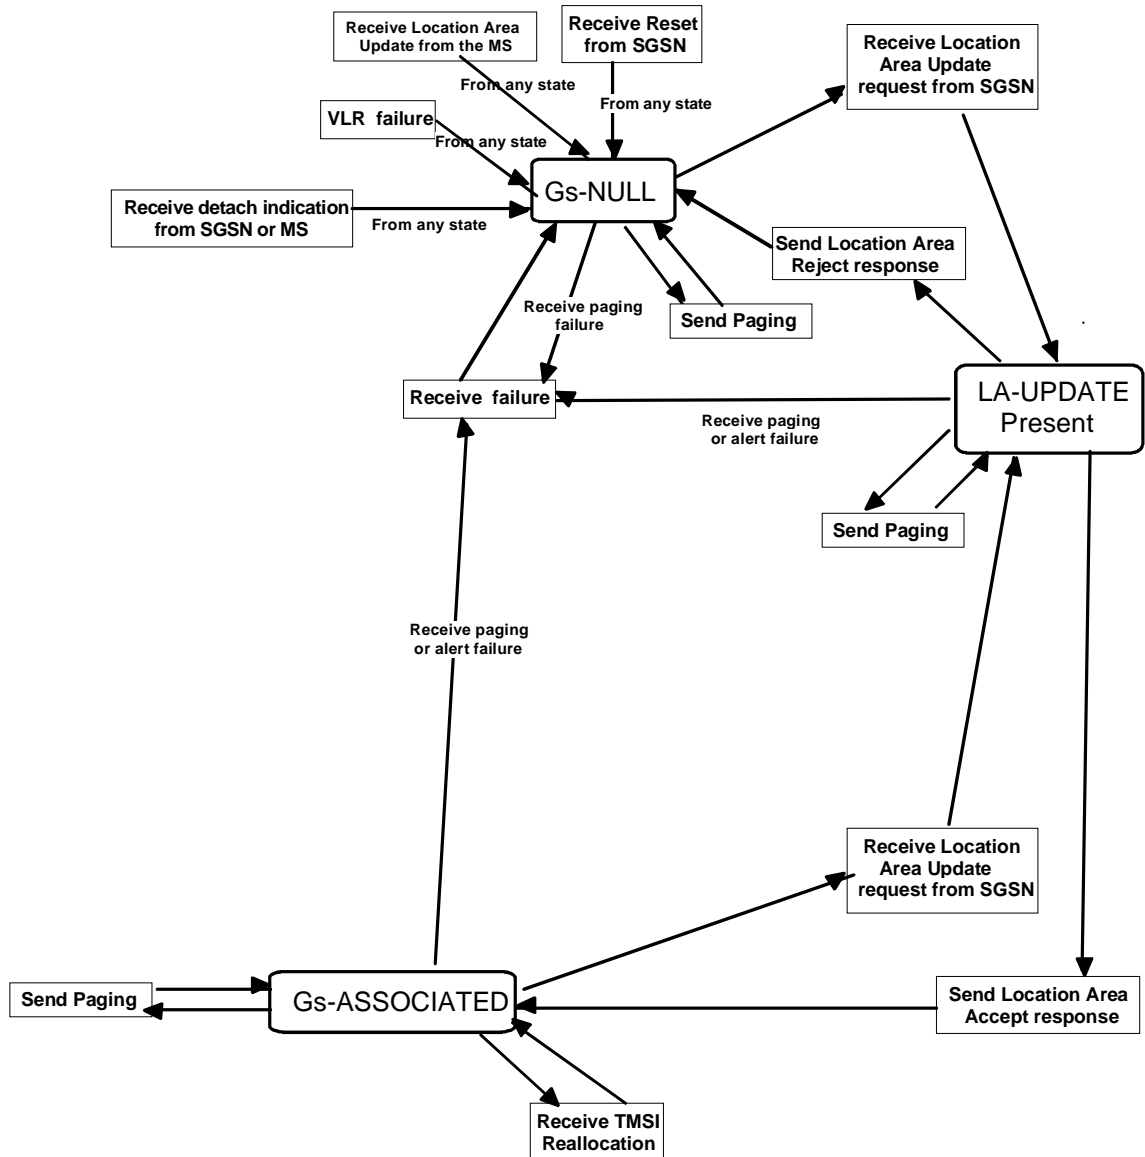 Receive Location Area
Update from the MS
Receive Reset
from SGSN
Receive Location
Area Update
request from SGSN
From any state
From any state
VLR failure
From any state
Gs-NULL
Receive detach indication
from SGSN or MS
From any state
Send Location Area
Reject response
Receive paging
failure
Send Paging
LA-UPDATE
Present
Receive failure
Receive paging
or alert failure
Send Paging
Receive paging
or alert failure
Receive Location
Area Update
request from SGSN
Send Paging
Gs-ASSOCIATED
Send Location Area
Accept response
Receive TMSI
Reallocation